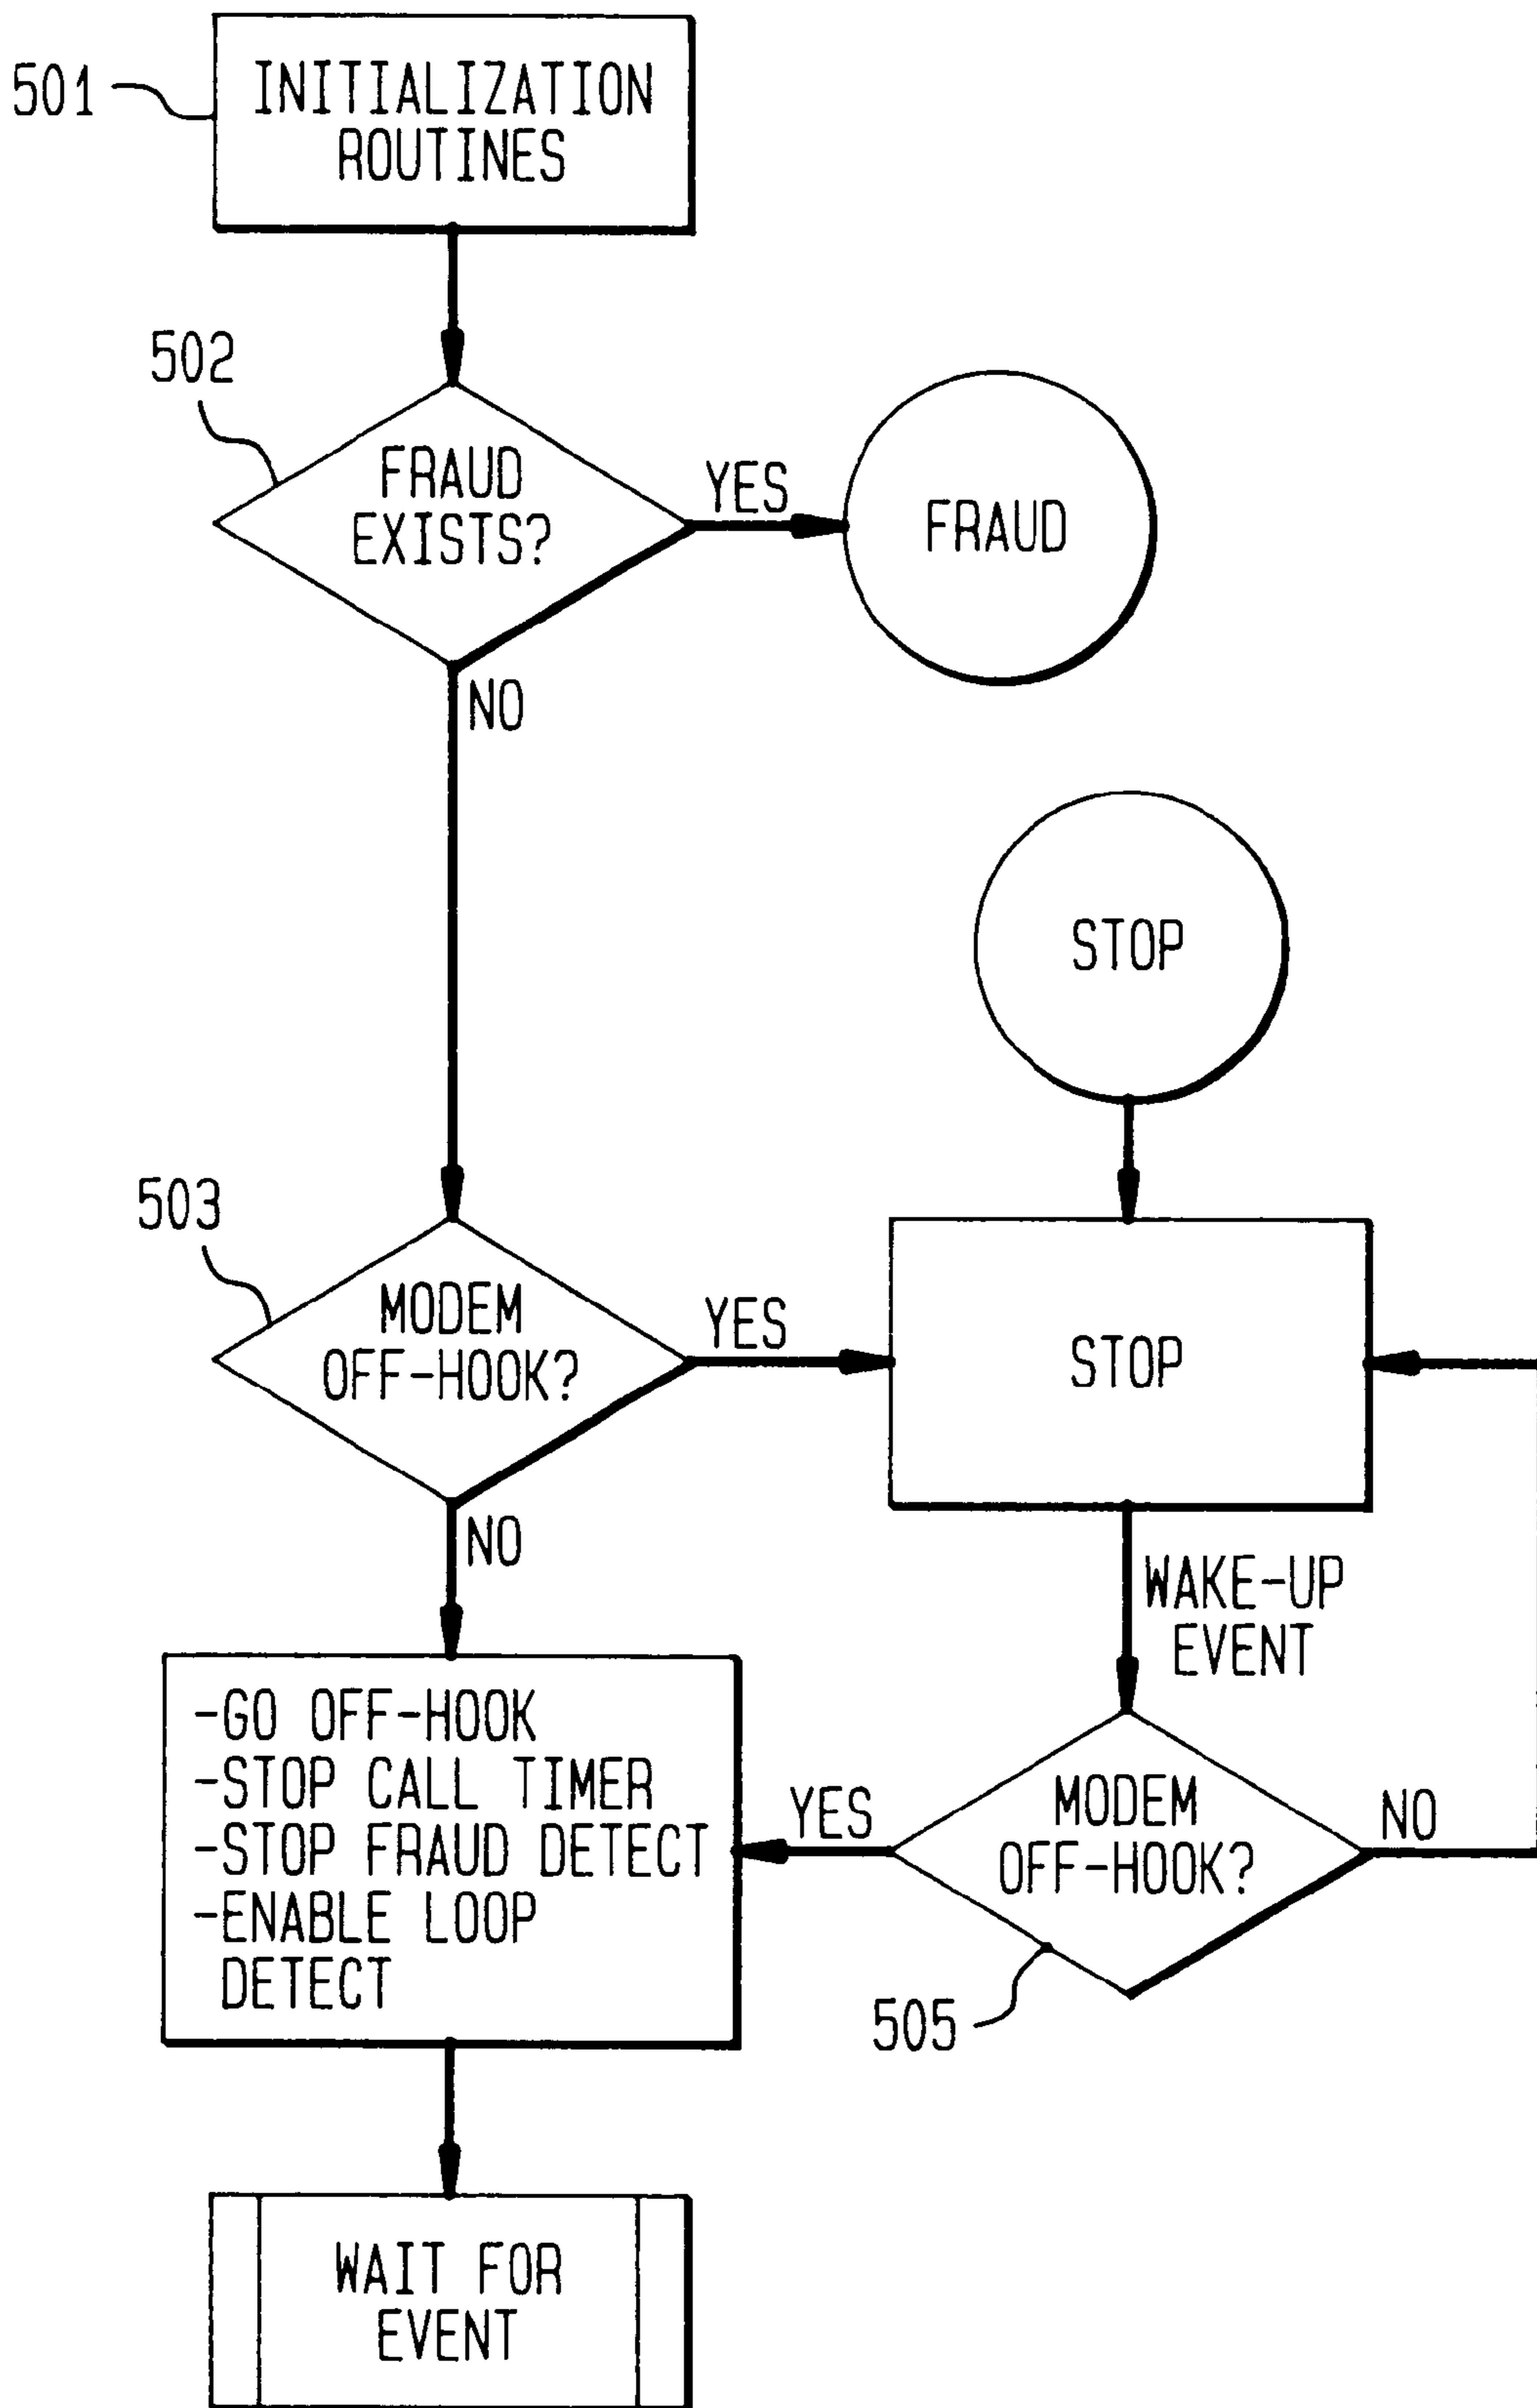 501
INITIALIZATION
ROUTINES
502
FRAUD
EXISTS?
YES
FRAUD
NO
STOP
503
MODEM
OFF-HOOK?
YES
STOP
NO
WAKE-UP
EVENT
-GO OFF-HOOK
-STOP CALL TIMER
-STOP FRAUD DETECT
-ENABLE LOOP
DETECT
YES
MODEM
OFF-HOOK?
NO
505
WAIT FOR
EVENT